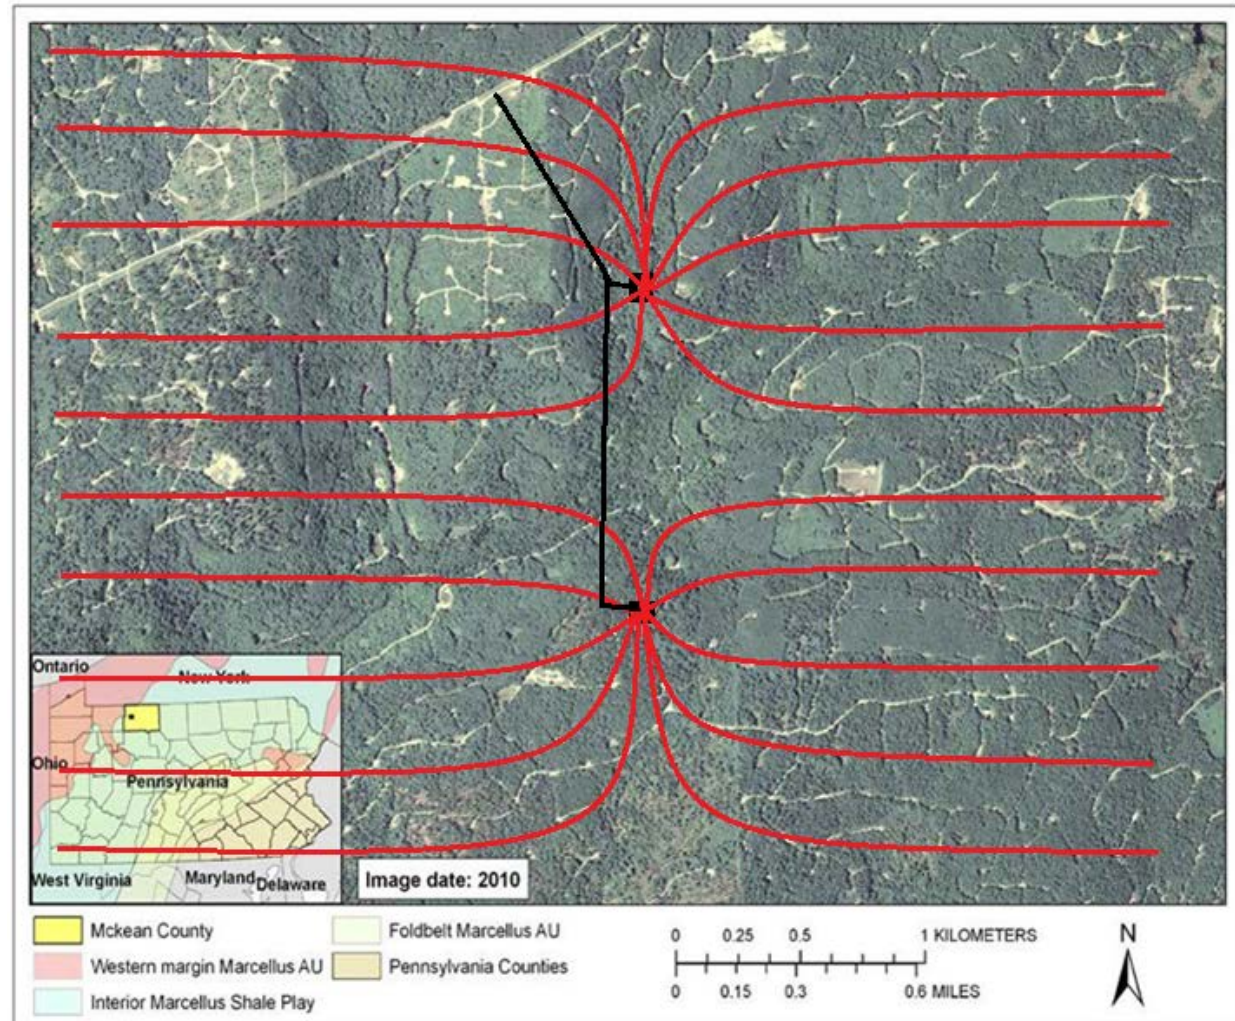 Ontario
New York
Ohio
Pennsylvania
West Virginia
Maryland
Delaware
Image date: 2010
Mckean County
Foldbelt Marcellus AU
Western margin Marcellus AU
Pennsylvania Counties
Interior Marcellus Shale Play
0 0.25 0.5 1 KILOMETERS
0 0.15 0.3 0.6 MILES
N